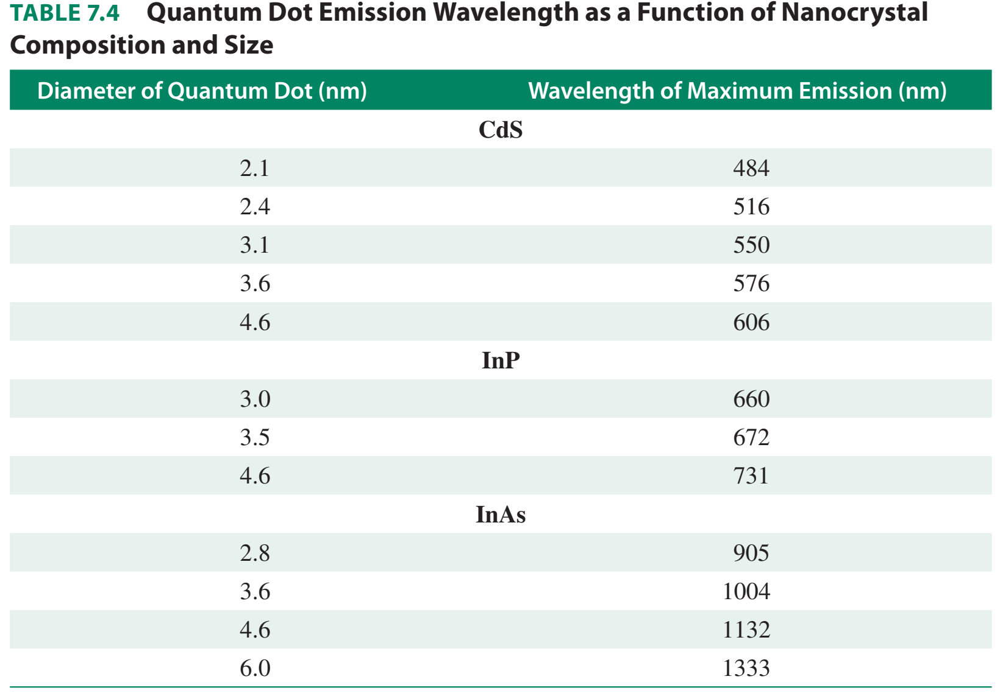 TABLE 7.4 Quantum Dot Emission Wavelength as a Function of Nanocrystal
Composition and Size
Diameter of Quantum Dot (nm) Wavelength of Maximum Emission (nm)
CdS
2.1 484
2.4 516
3.1 550
3.6 576
4.6 606
InP
3.0 660
3.5 672
4.6 731
InAs
2.8 905
3.6 1004
4.6 1132
6.0 1333